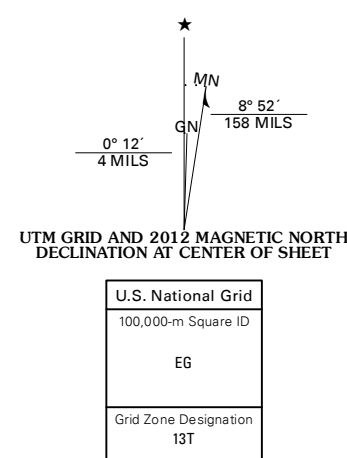 ★
MN
8° 52´
158 MILS
GN
0° 12´
4 MILS
UTM GRID AND 2012 MAGNETIC NORTH
DECLINATION AT CENTER OF SHEET
U.S. National Grid
100,000-m Square ID
EG
Grid Zone Designation
13T